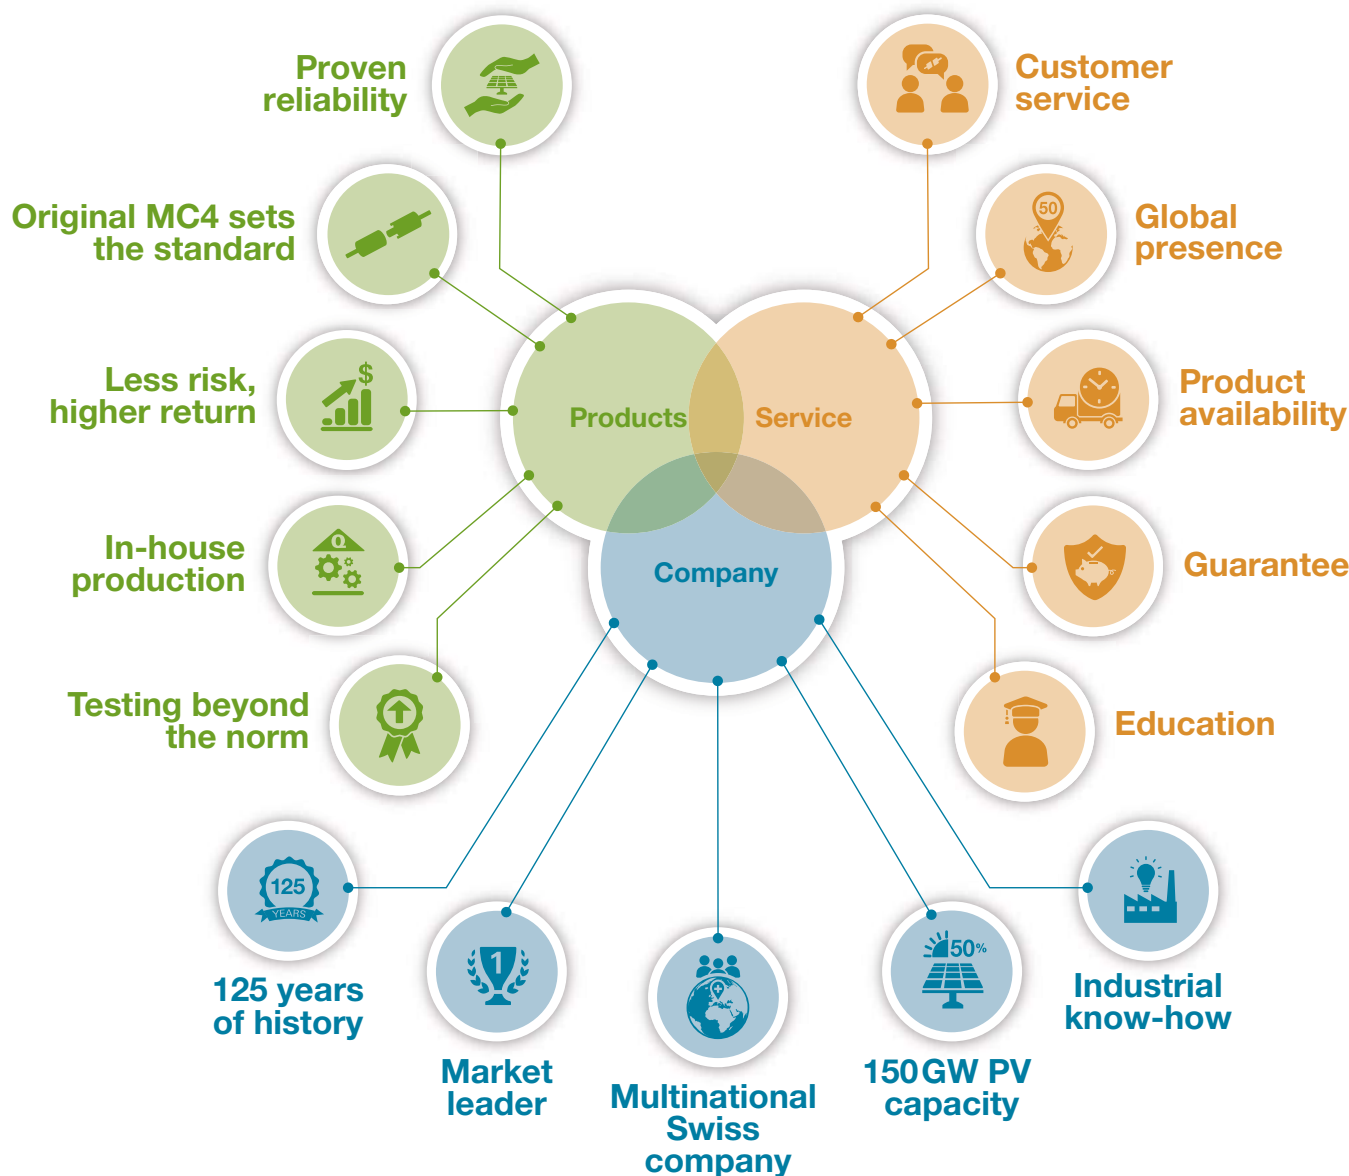 Proven
reliability
Customer
service
Original MC4 sets
the standard
50
Global
presence
Less risk,
higher return
$
Products
Service
Product
availability
In-house
production
Q
Company
Guarantee
Testing beyond
the norm
Education
125
YEARS
125 years
of history
1
Market
leader
Multinational
Swiss
company
50%
150 GW PV
capacity
Industrial
know-how